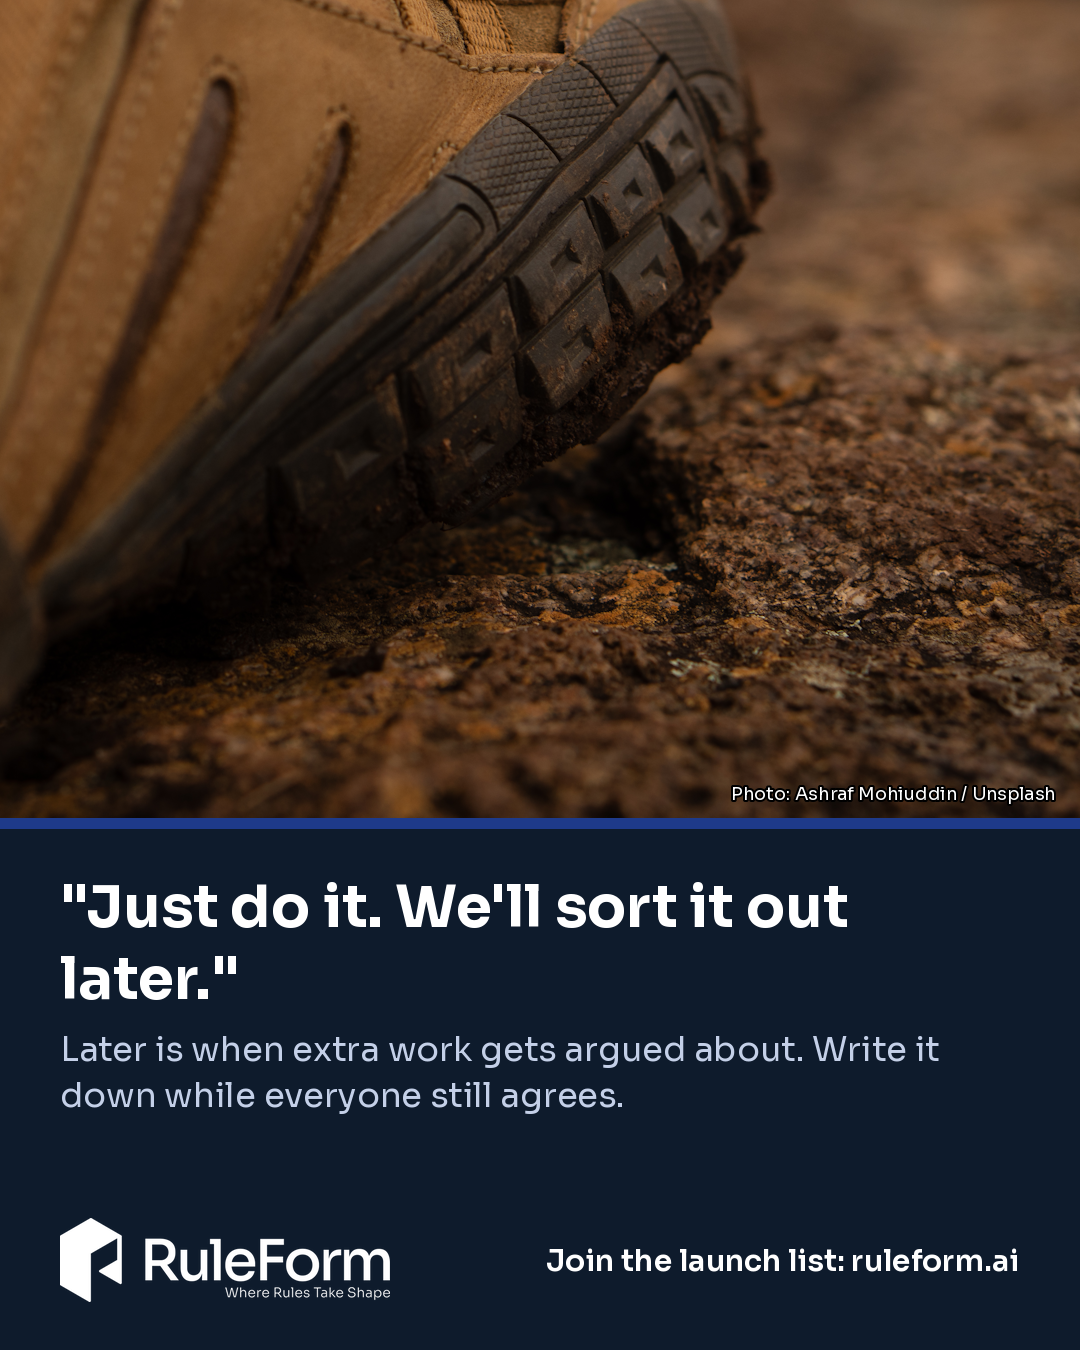 Photo: Ashraf Mohiuddin / Unsplash
"Just do it. We'll sort it out
later."
Later is when extra work gets argued about. Write it
down while everyone still agrees.
RuleForm
Where Rules Take Shape
Join the launch list: ruleform.ai